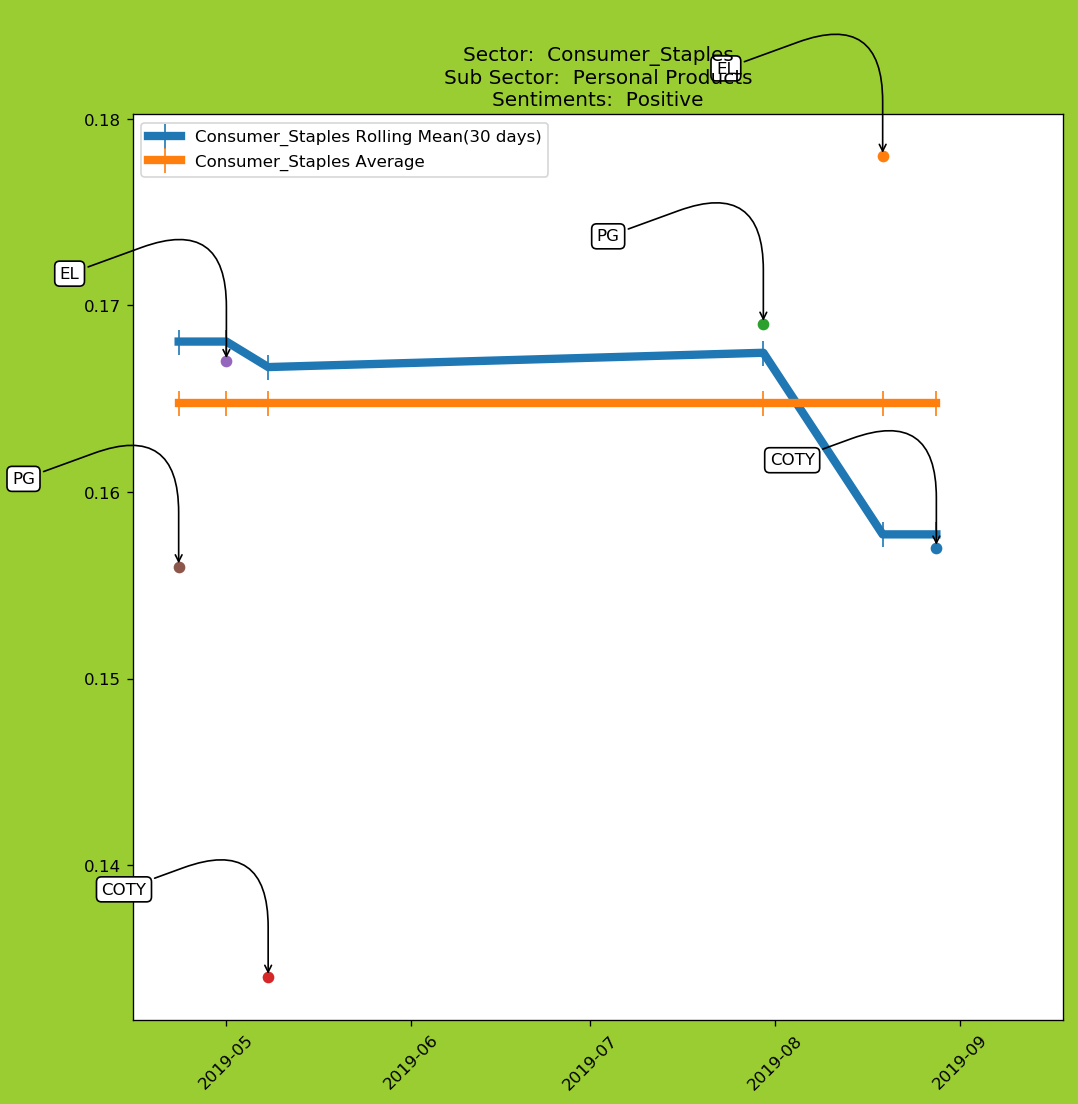 Sector:  Consumer_Staples
EL
Sub Sector:  Personal Products
Sentiments:  Positive
0.18
Consumer_Staples Rolling Mean(30 days)
Consumer_Staples Average
PG
EL
0.17
COTY
PG
0.16
0.15
0.14
COTY
2019-05
2019-06
2019-07
2019-08
2019-09